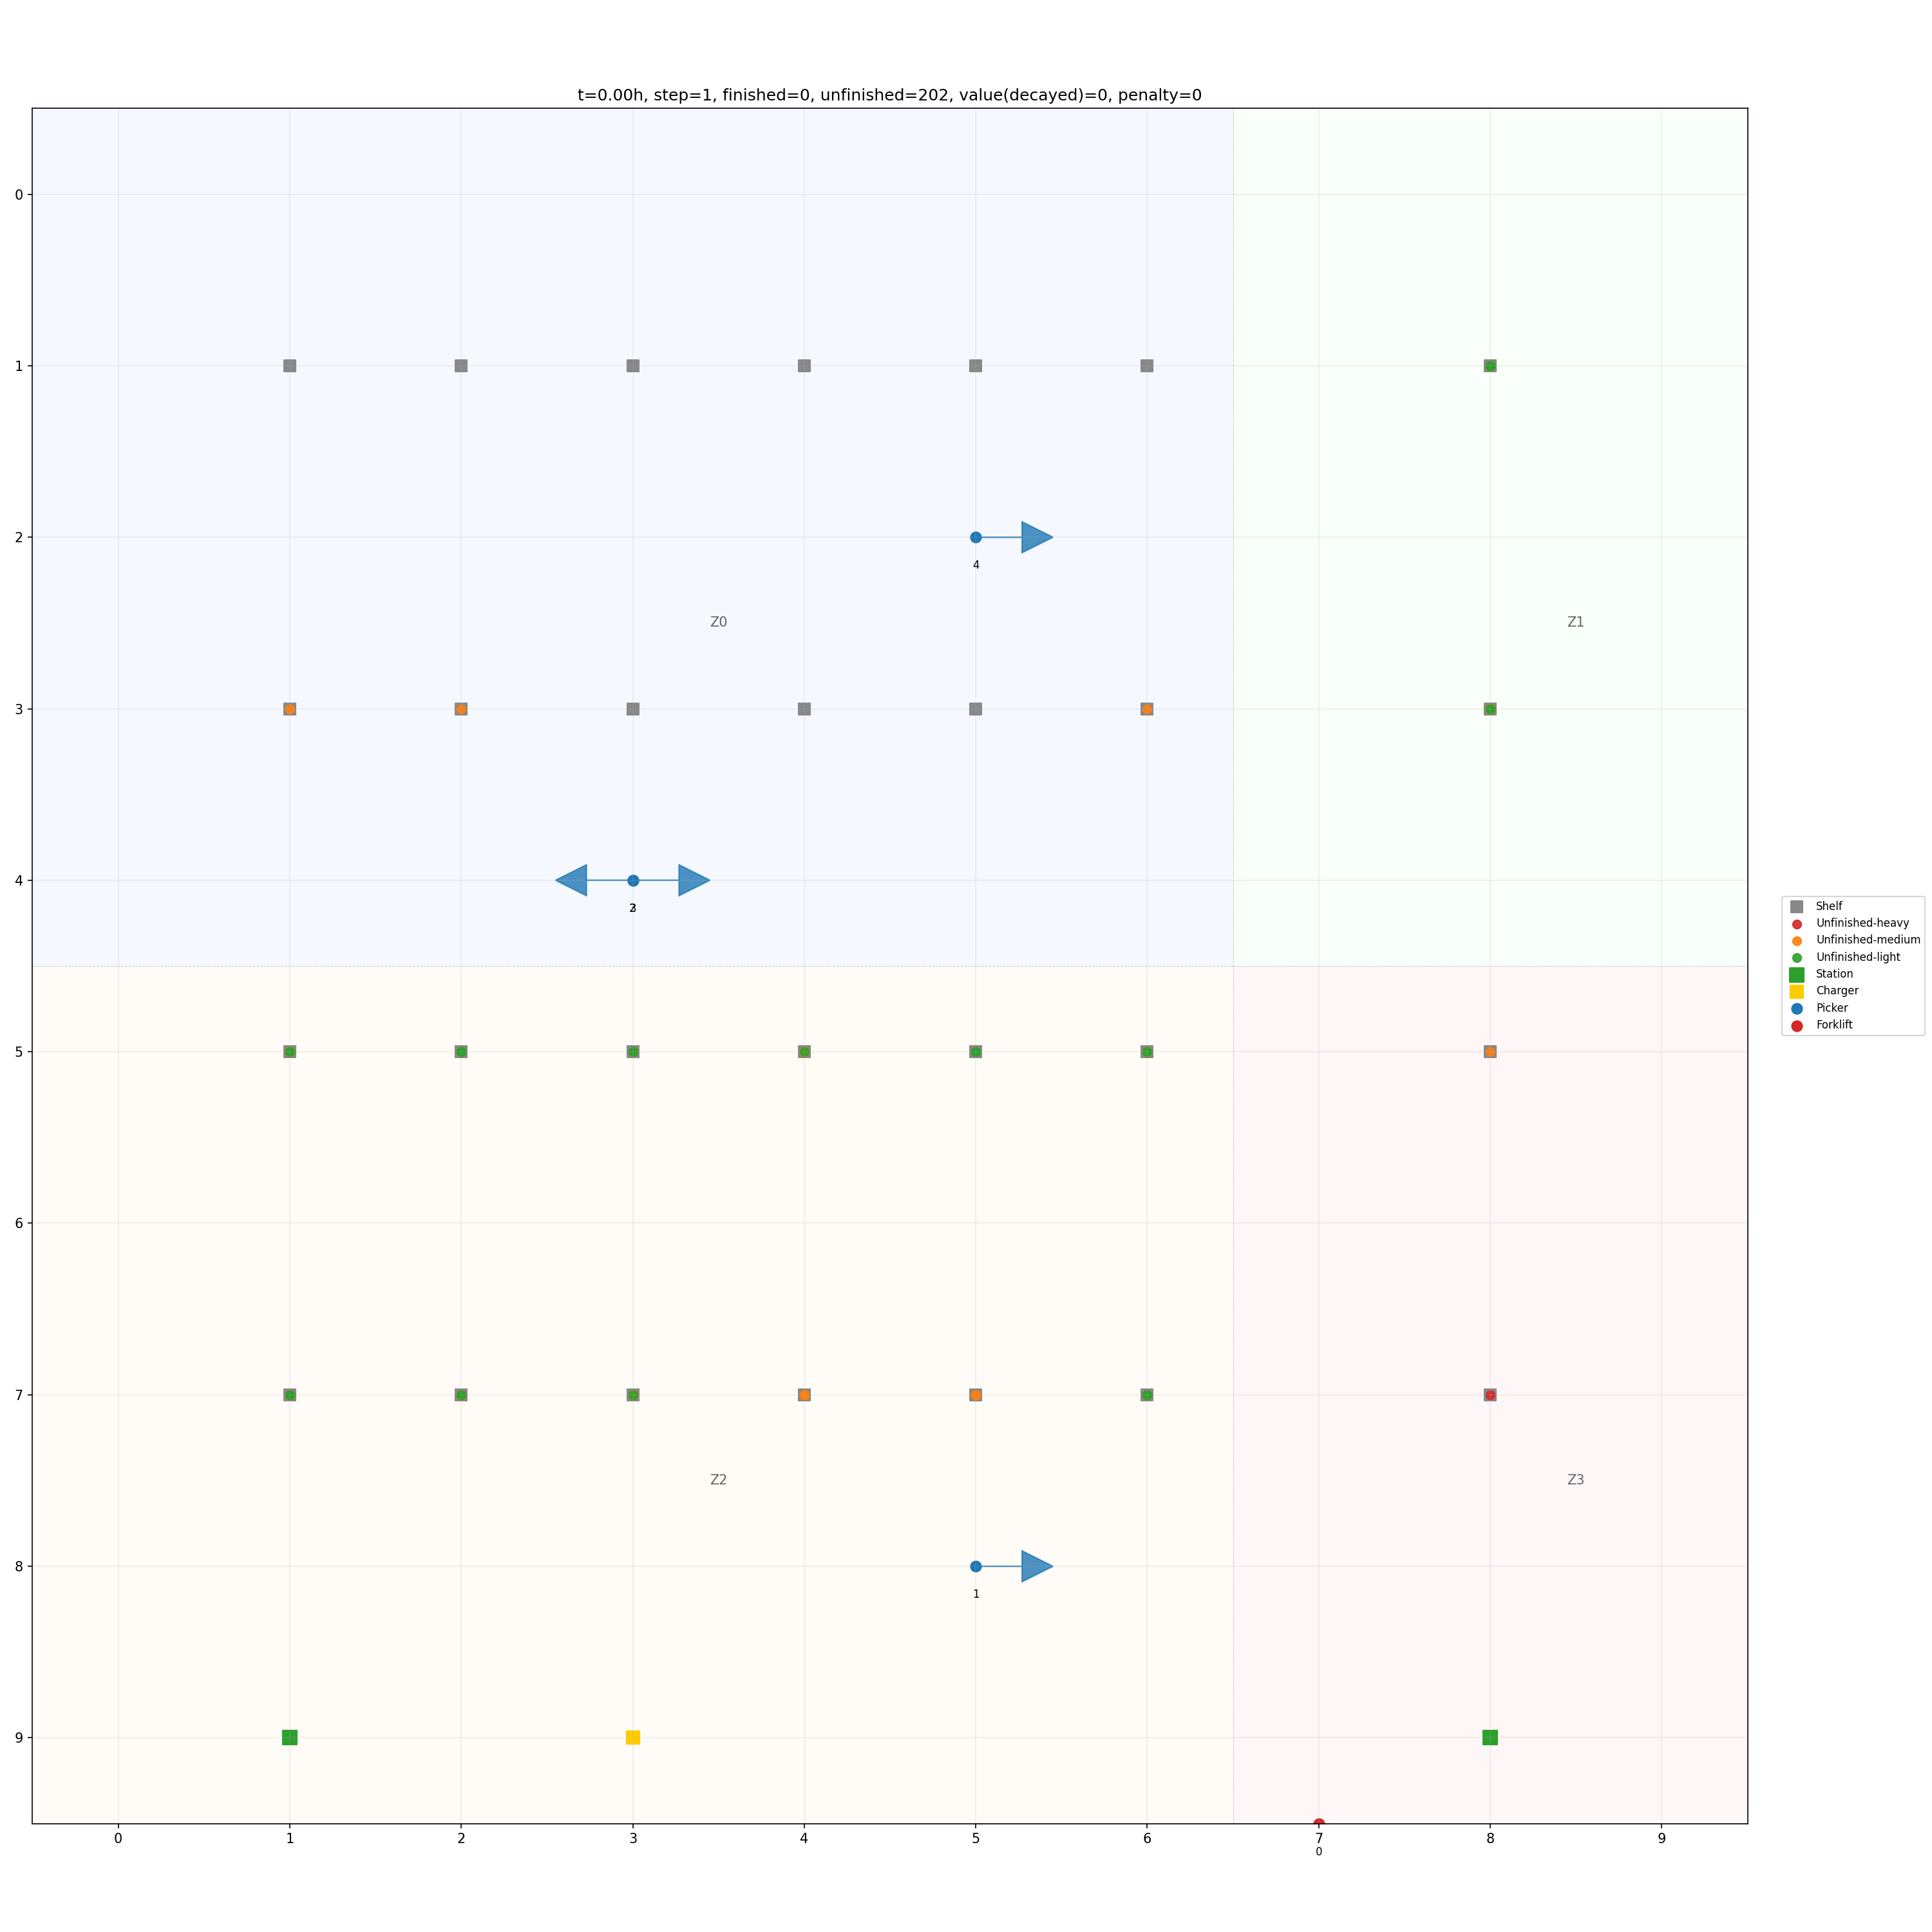 t=0.00h, step=1, finished=0, unfinished=202, value(decayed)=0, penalty=0
0
1
2
4
Z0
Z1
3
4
Shelf
Unfinished-heavy
Unfinished-medium
Unfinished-light
Station
Charger
Picker
Forklift
5
6
7
Z2
Z3
8
1
9
0 1 2 3 4 5 6 7 8 9
0